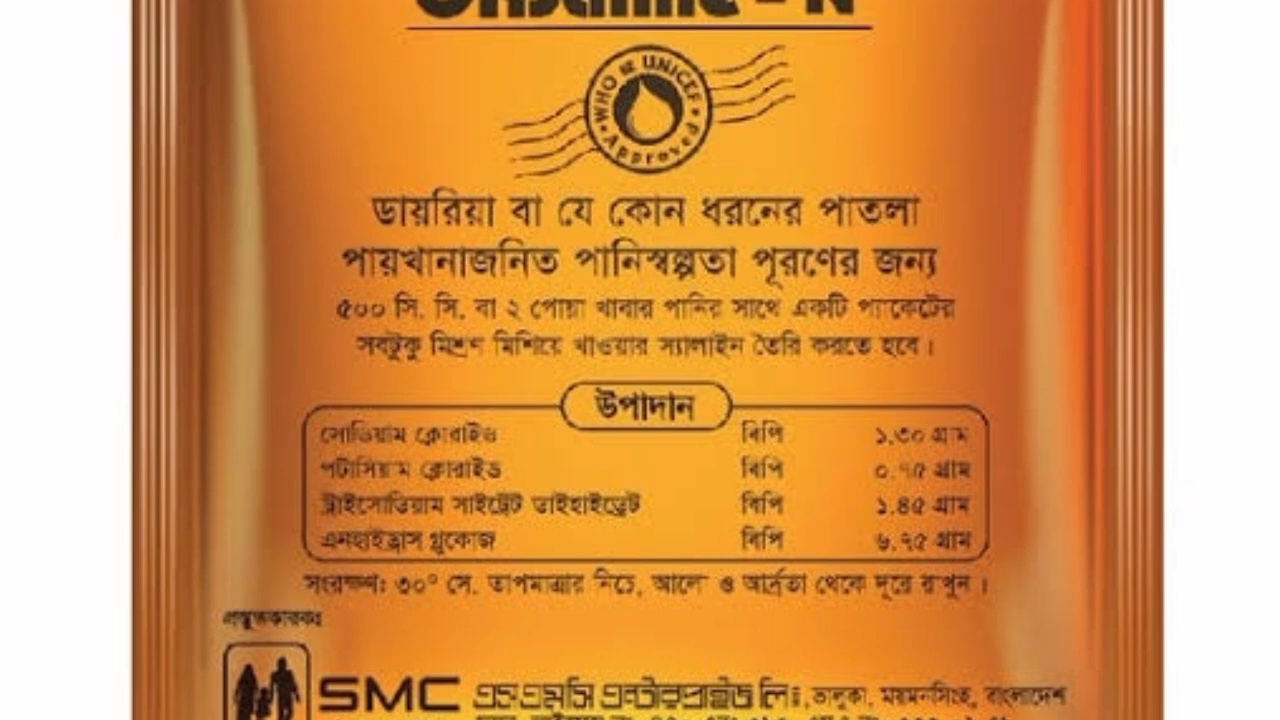 ORSaline - N
WHO & UNICEF
Approved
ডায়রিয়া বা যে কোন ধরনের পাতলা
পায়খানাজনিত পানিস্বল্পতা পূরণের জন্য
৫০০ সি. সি. বা ২ পোয়া খাবার পানির সাথে একটি প্যাকেটের
সবটুকু মিশ্রণ মিশিয়ে খাওয়ার স্যালাইন তৈরি করতে হবে।
উপাদান
সোডিয়াম ক্লোরাইড বিপি ১.৩০ গ্রাম
পটাসিয়াম ক্লোরাইড বিপি ০.৭৫ গ্রাম
ট্রাইসোডিয়াম সাইট্রেট ডাইহাইড্রেট বিপি ১.৪৫ গ্রাম
এনহাইড্রাস গ্লুকোজ বিপি ৬.৭৫ গ্রাম
সংরক্ষণ: ৩০° সে. তাপমাত্রার নিচে, আলো ও আর্দ্রতা থেকে দূরে রাখুন।
প্রস্তুতকারকঃ
SMC এসএমসি এন্টারপ্রাইজ লিঃ, ভালুকা, ময়মনসিংহ, বাংলাদেশ